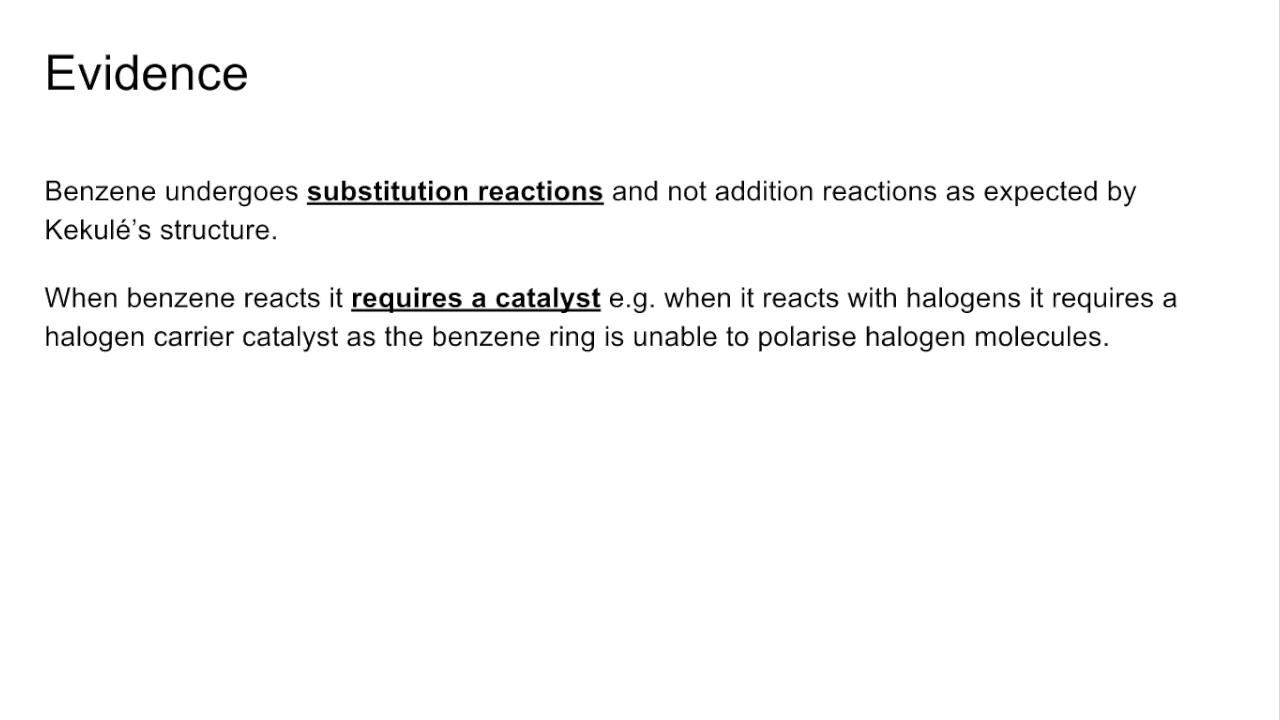 Evidence
Benzene undergoes substitution reactions and not addition reactions as expected by
Kekulé’s structure.
When benzene reacts it requires a catalyst e.g. when it reacts with halogens it requires a
halogen carrier catalyst as the benzene ring is unable to polarise halogen molecules.